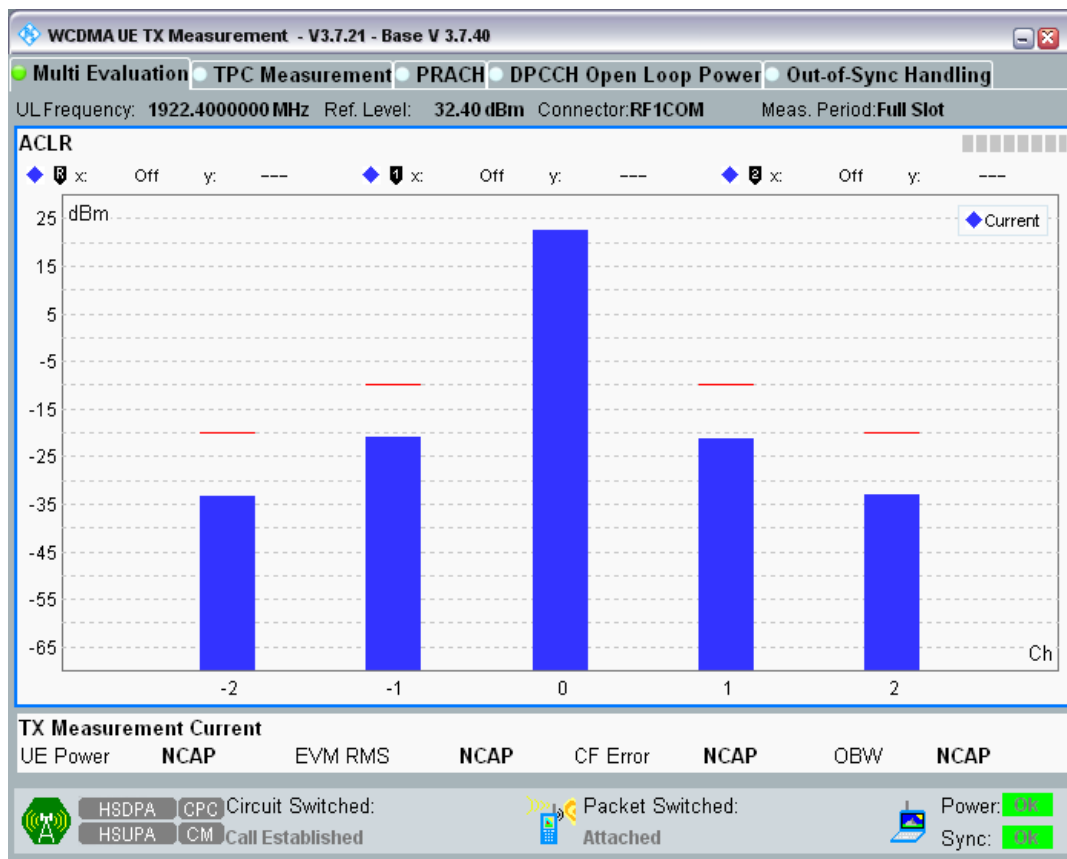 WCDMA UE TX Measurement - V3.7.21 - Base V 3.7.40
Multi Evaluation TPC Measurement PRACH DPCCH Open Loop Power Out-of-Sync Handling
UL Frequency: 1922.4000000 MHz Ref. Level: 32.40 dBm Connector:RF1COM Meas. Period:Full Slot
ACLR
R x: Off y: --- 1 x: Off y: --- 2 x: Off y: ---
dBm
Current
25
15
5
-5
-15
-25
-35
-45
-55
-65
Ch
-2 -1 0 1 2
TX Measurement Current
UE Power NCAP EVM RMS NCAP CF Error NCAP OBW NCAP
HSDPA CPC Circuit Switched: Packet Switched: Power: Ok
HSUPA CM Call Established Attached Sync: Ok